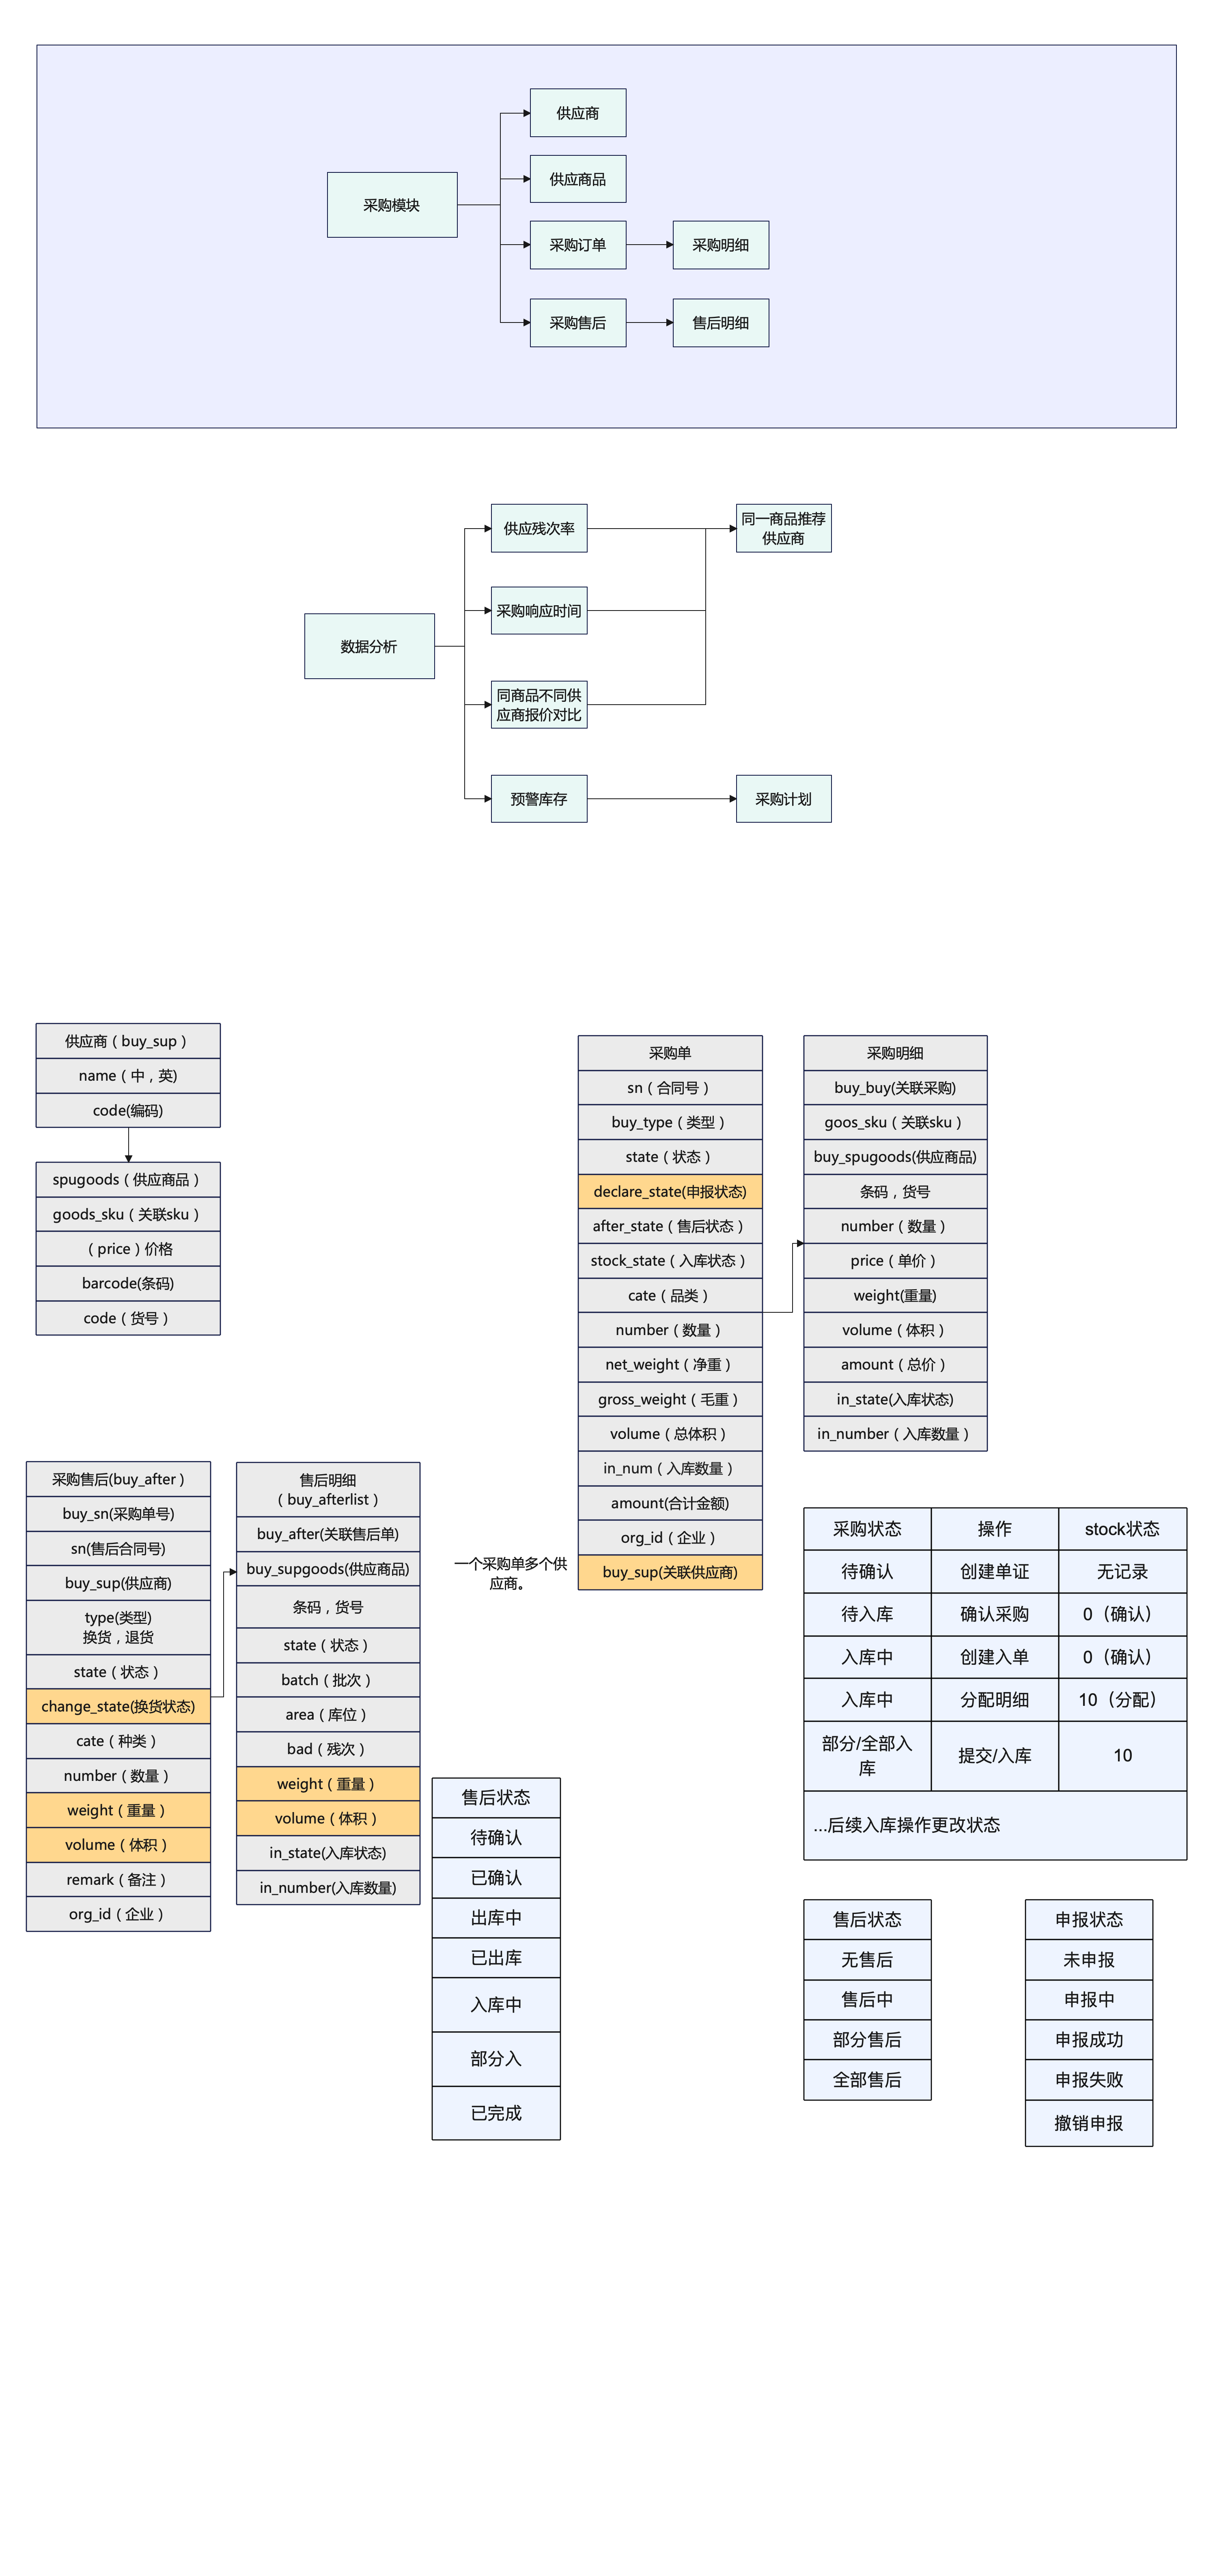 供应商
供应商品
采购模块
采购订单
采购明细
采购售后
售后明细
供应残次率
同一商品推荐
供应商
采购响应时间
数据分析
同商品不同供
应商报价对比
预警库存
采购计划
供应商（buy_sup）
name（中，英)
code(编码)
spugoods（供应商品）
goods_sku（关联sku）
（price）价格
barcode(条码)
code（货号）
采购单
sn（合同号）
buy_type（类型）
state（状态）
declare_state(申报状态)
after_state（售后状态）
stock_state（入库状态）
cate（品类）
number（数量）
net_weight（净重）
gross_weight（毛重）
volume（总体积）
in_num（入库数量）
amount(合计金额)
org_id（企业）
buy_sup(关联供应商)
采购明细
buy_buy(关联采购)
goos_sku（关联sku）
buy_spugoods(供应商品)
条码，货号
number（数量）
price（单价）
weight(重量)
volume（体积）
amount（总价）
in_state(入库状态)
in_number（入库数量）
采购售后(buy_after）
buy_sn(采购单号)
sn(售后合同号)
buy_sup(供应商)
type(类型)
换货，退货
state（状态）
change_state(换货状态)
cate（种类）
number（数量）
weight（重量）
volume（体积）
remark（备注）
org_id（企业）
售后明细
（buy_afterlist）
buy_after(关联售后单)
buy_supgoods(供应商品)
条码，货号
state（状态）
batch（批次）
area（库位）
bad（残次）
weight（重量）
volume（体积）
in_state(入库状态)
in_number(入库数量)
一个采购单多个供
应商。
采购状态 操作 stock状态
待确认 创建单证 无记录
待入库 确认采购 0（确认）
入库中 创建入单 0（确认）
入库中 分配明细 10（分配）
部分/全部入
库 提交/入库 10
...后续入库操作更改状态
售后状态
待确认
已确认
出库中
已出库
入库中
部分入
已完成
售后状态
无售后
售后中
部分售后
全部售后
申报状态
未申报
申报中
申报成功
申报失败
撤销申报